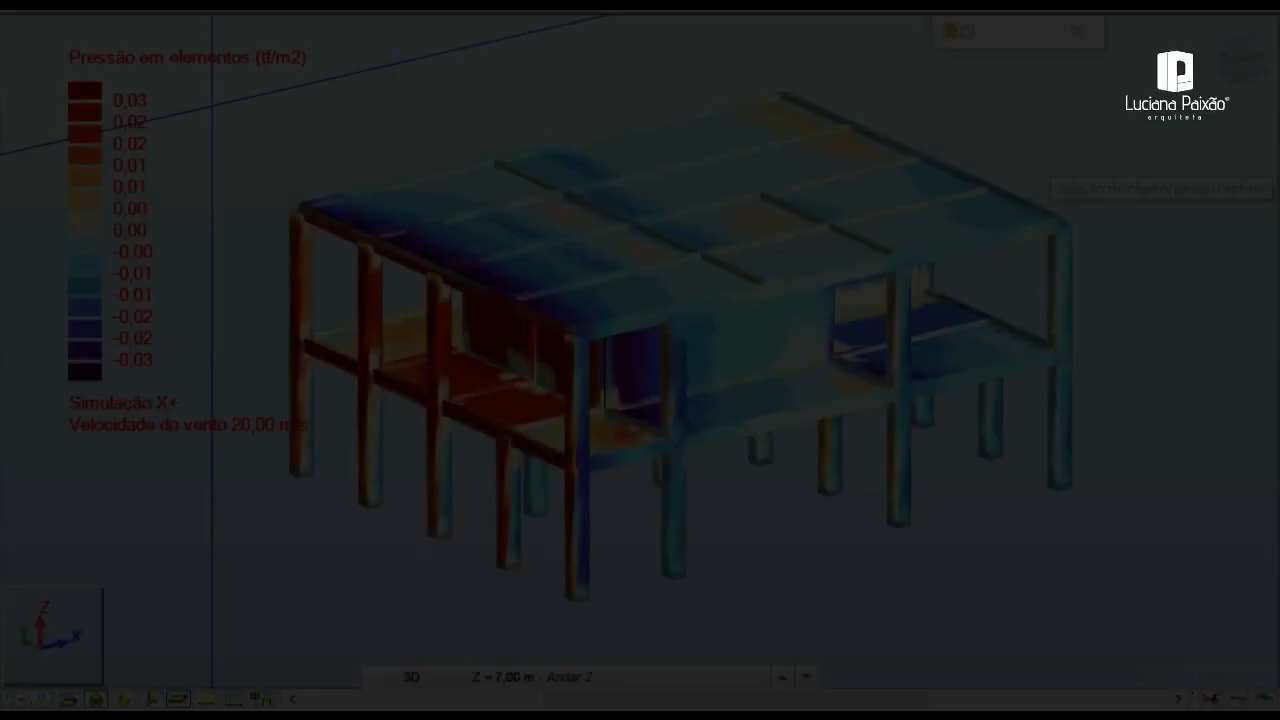 Pressão em elementos (tf/m2)
0,03
0,02
0,02
0,01
0,01
0,00
0,00
-0,00
-0,01
-0,01
-0,02
-0,02
-0,03
Simulação X+
Velocidade do vento 20,00 m/s
Luciana Paixão®
arquiteta
Z
Y
X
3D
Z = 7,00 m - Andar 2